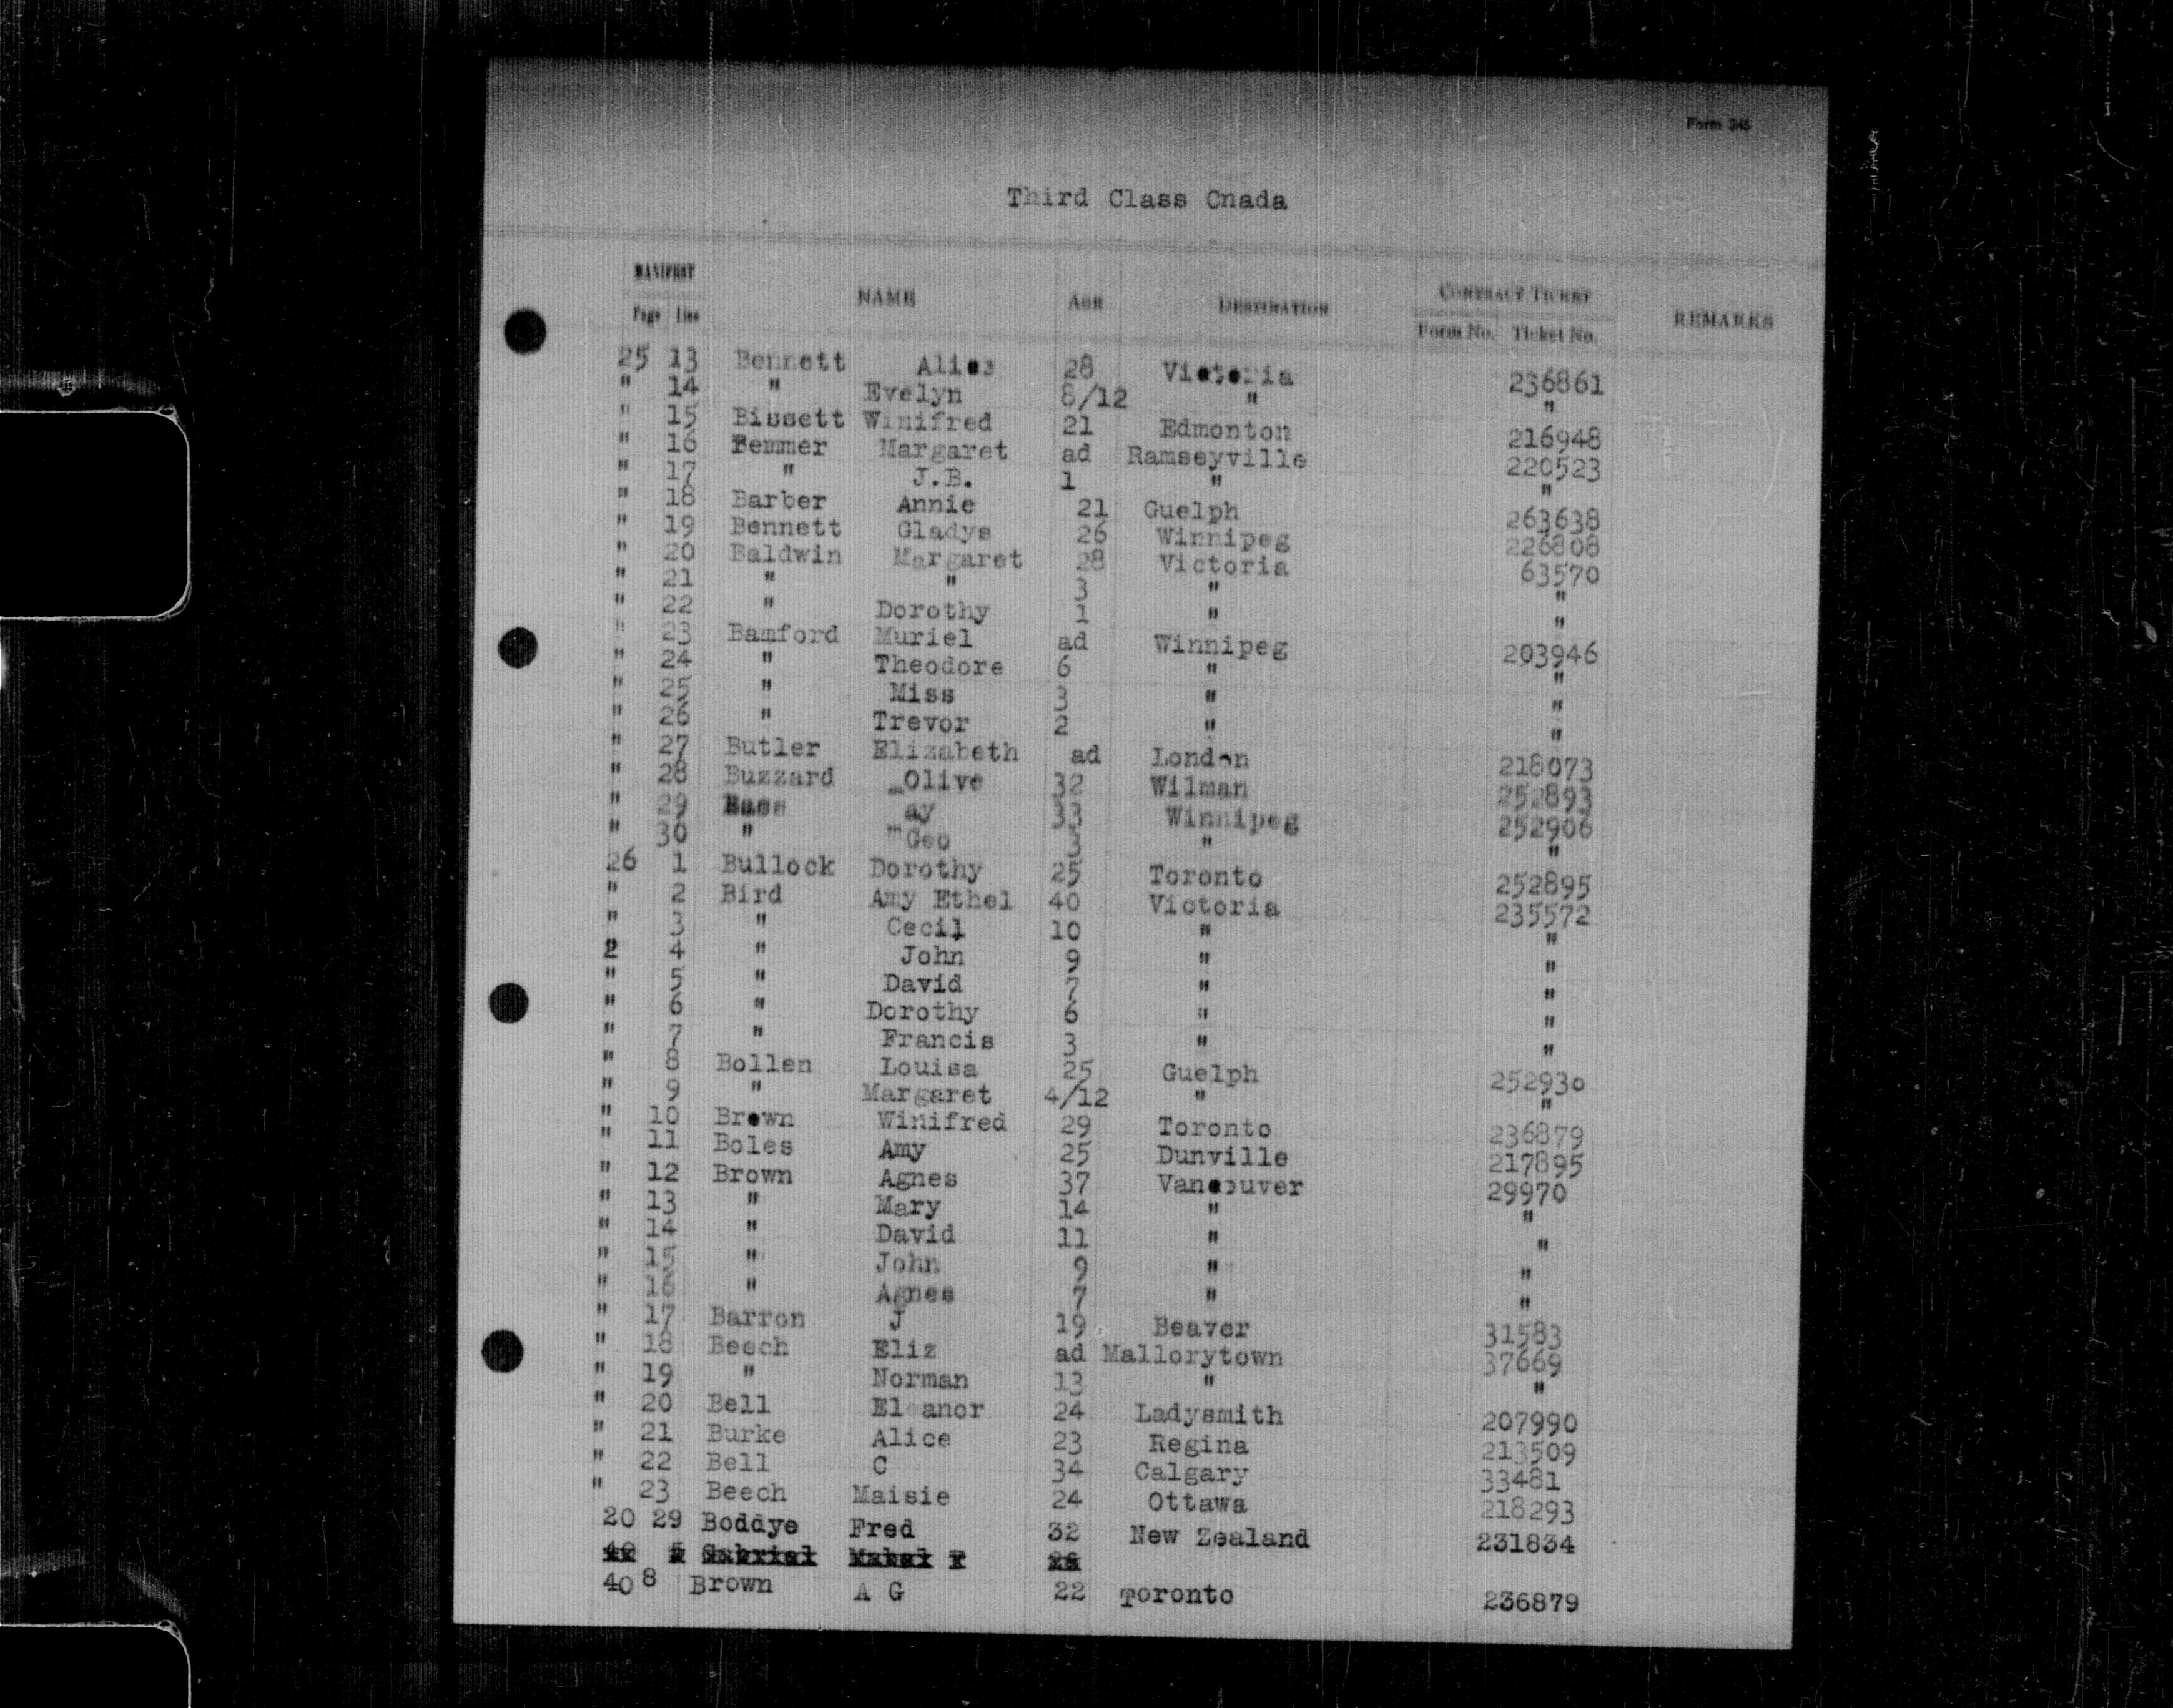 Form 345
Third Class Cnada
MANIFEST
NAME AGE DESTINATION CONTRACT TICKET REMARKS
Page Line Form No. Ticket No.
25 13 Bennett Alice 28 Victoria 236861
" 14 " Evelyn 8/12 " "
" 15 Bissett Winifred 21 Edmonton 216948
" 16 Bemmer Margaret ad Ramseyville 220523
" 17 " J.B. 1 " "
" 18 Barber Annie 21 Guelph 263638
" 19 Bennett Gladys 26 Winnipeg 226808
" 20 Baldwin Margaret 28 Victoria 63570
" 21 " " 3 " "
" 22 " Dorothy 1 " "
" 23 Bamford Muriel ad Winnipeg 203946
" 24 " Theodore 6 " "
" 25 " Miss 3 " "
" 26 " Trevor 2 " "
" 27 Butler Elizabeth ad London 218073
" 28 Buzzard Olive 32 Wilman 252893
" 29 ay 33 Winnipeg 252906
" 30 " Geo 3 " "
26 1 Bullock Dorothy 25 Toronto 252895
" 2 Bird Amy Ethel 40 Victoria 235572
" 3 " Cecil 10 " "
2 4 " John 9 " "
" 5 " David 7 " "
" 6 " Dorothy 6 " "
" 7 " Francis 3 " "
" 8 Bollen Louisa 25 Guelph 252930
" 9 " Margaret 4/12 " "
" 10 Brown Winifred 29 Toronto 236879
" 11 Boles Amy 25 Dunville 217895
" 12 Brown Agnes 37 Vancouver 29970
" 13 " Mary 14 " "
" 14 " David 11 " "
" 15 " John 9 " "
" 16 " Agnes 7 " "
" 17 Barron J 19 Beaver 31583
" 18 Beech Eliz ad Mallorytown 37669
" 19 " Norman 13 " "
" 20 Bell Eleanor 24 Ladysmith 207990
" 21 Burke Alice 23 Regina 213509
" 22 Bell C 34 Calgary 33481
" 23 Beech Maisie 24 Ottawa 218293
20 29 Boddye Fred 32 New Zealand 231834
40 8 Brown A G 22 Toronto 236879